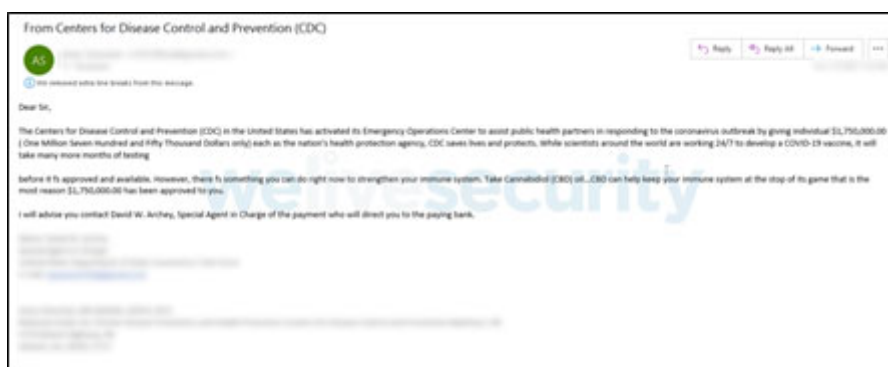 From Centers for Disease Control and Prevention (CDC)
AS
Reply
Reply All
Forward
We removed extra line breaks from this message.
Dear Sir,
The Centers for Disease Control and Prevention (CDC) in the United States has activated its Emergency Operations Center to assist public health partners in responding to the coronavirus outbreak by giving individual $1,750,000.00
( One Million Seven Hundred and Fifty Thousand Dollars only) each as the nation's health protection agency, CDC saves lives and protects. While scientists around the world are working 24/7 to develop a COVID-19 vaccine, it will
take many more months of testing
before it fs approved and available. However, there fs something you can do right now to strengthen your immune system. Take Cannabidiol (CBD) oil...CBD can help keep your immune system at the stop of its game that is the
most reason $1,750,000.00 has been approved to you.
welivesecurity
I will advise you contact David W. Archey, Special Agent in Charge of the payment who will direct you to the paying bank.